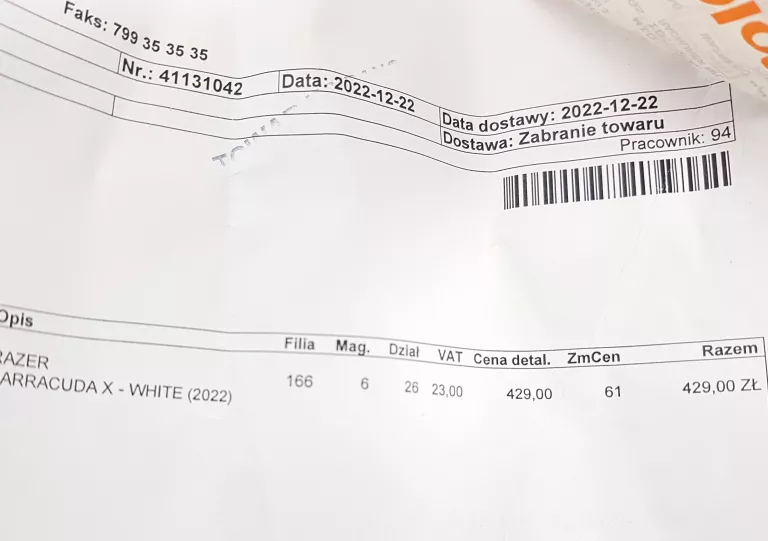 Faks: 799 35 35 35
Nr.: 41131042 Data: 2022-12-22
Data dostawy: 2022-12-22
Dostawa: Zabranie towaru
Pracownik: 94
Opis Filia Mag. Dział VAT Cena detal. ZmCen Razem
RAZER
ARRACUDA X - WHITE (2022) 166 6 26 23,00 429,00 61 429,00 ZŁ